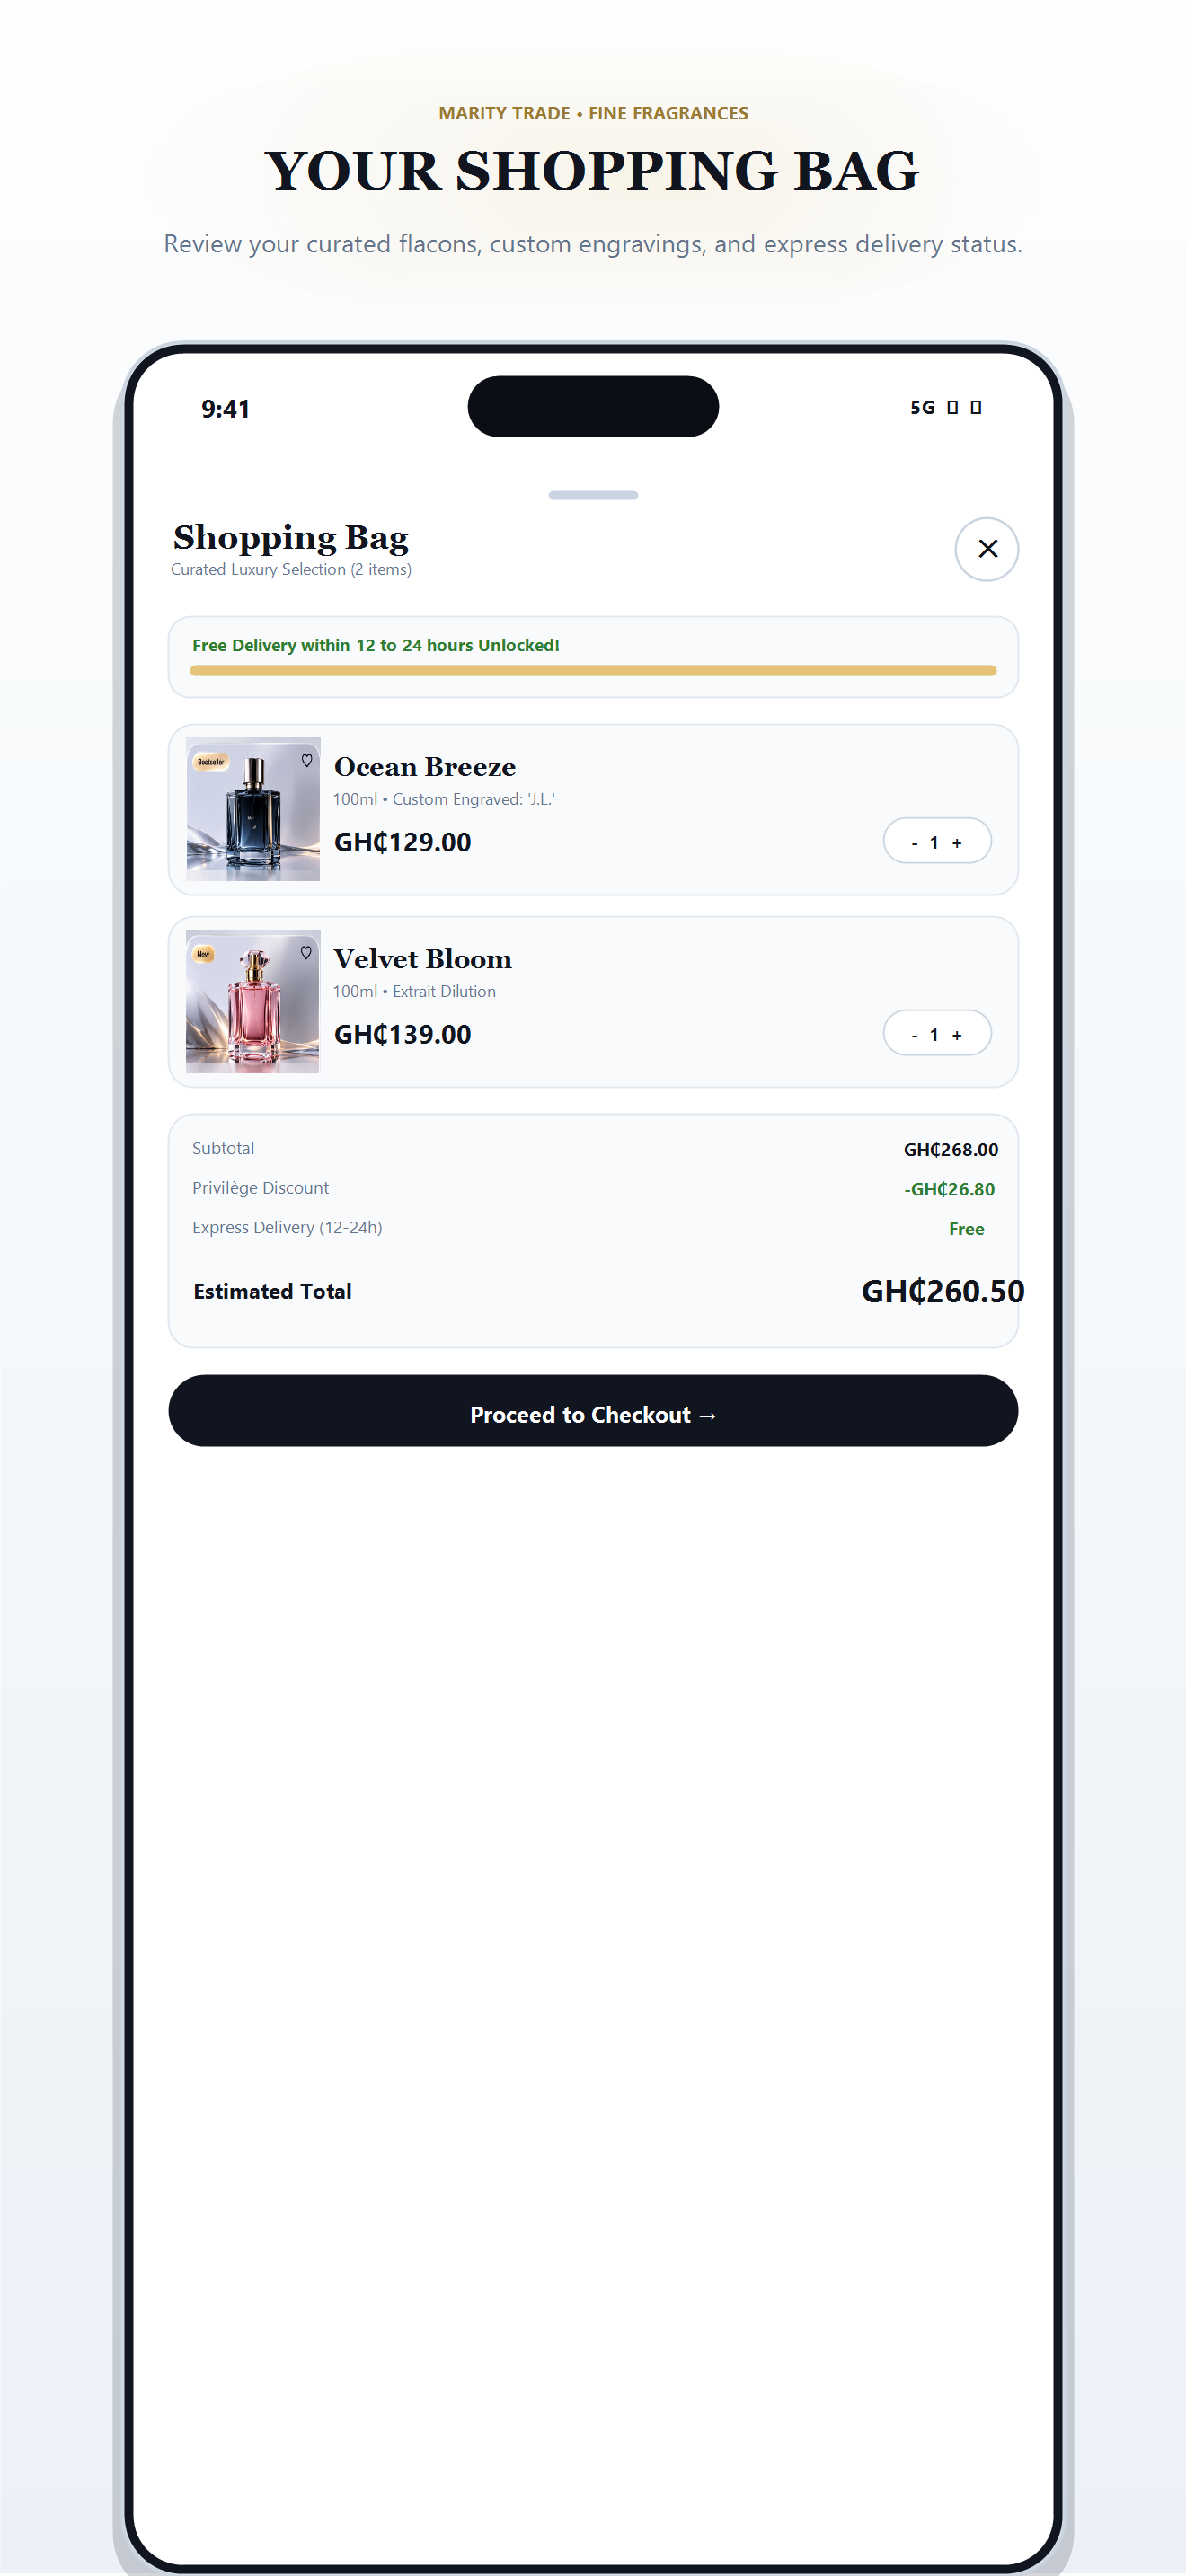 MARITY TRADE • FINE FRAGRANCES
YOUR SHOPPING BAG
Review your curated flacons, custom engravings, and express delivery status.
9:41
5G
Shopping Bag
Curated Luxury Selection (2 items)
×
Free Delivery within 12 to 24 hours Unlocked!
Bestseller
Ocean Breeze
100ml • Custom Engraved: 'J.L.'
GH₵129.00
- 1 +
New
Velvet Bloom
100ml • Extrait Dilution
GH₵139.00
- 1 +
Subtotal GH₵268.00
Privilège Discount -GH₵26.80
Express Delivery (12-24h) Free
Estimated Total GH₵260.50
Proceed to Checkout →